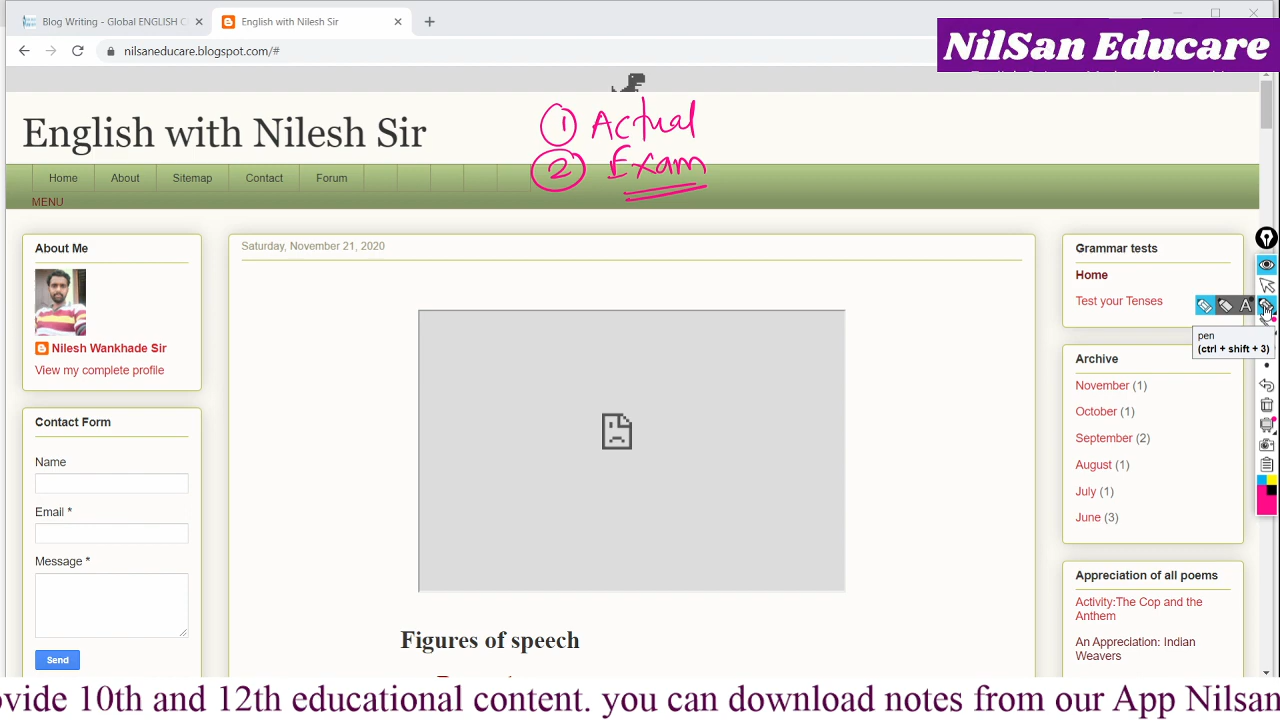 Blog Writing - Global ENGLISH C
English with Nilesh Sir
nilsaneducare.blogspot.com/#
NilSan Educare
English with Nilesh Sir
① Actual
② Exam
Home About Sitemap Contact Forum
MENU
About Me
Nilesh Wankhade Sir
View my complete profile
Contact Form
Name
Email *
Message *
Send
Saturday, November 21, 2020
Figures of speech
Grammar tests
Home
Test your Tenses
A
pen
(ctrl + shift + 3)
Archive
November (1)
October (1)
September (2)
August (1)
July (1)
June (3)
Appreciation of all poems
Activity:The Cop and the
Anthem
An Appreciation: Indian
Weavers
ovide 10th and 12th educational content. you can download notes from our App Nilsan